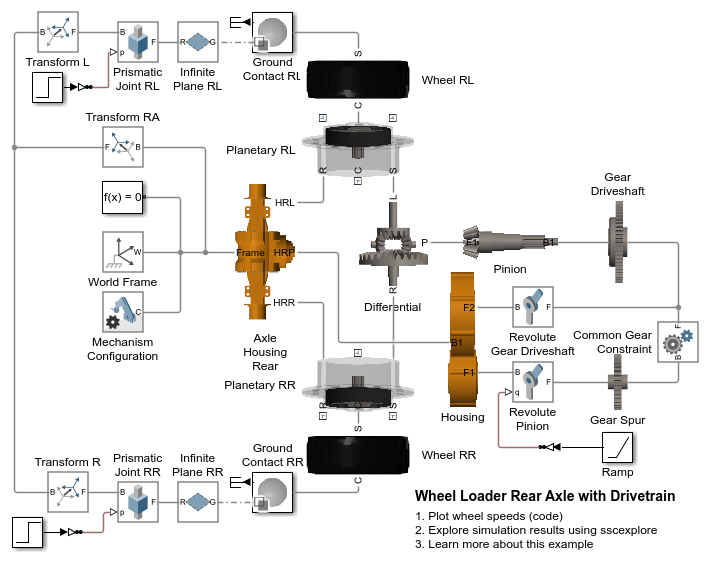 B F
Transform L
B F
p
Prismatic
Joint RL
R G
Infinite
Plane RL
Ground
Contact RL
S
Wheel RL
C
Transform RA
F B
Planetary RL
R C S
f(x) = 0
HRL
L
Gear
Driveshaft
W
World Frame
Frame HRP
P
F1 B1
Pinion
Differential
R
C
Mechanism
Configuration
HRR
Axle
Housing
Rear
F2
B F
Revolute
Gear Driveshaft
Common Gear
Constraint
F
B
B1
Planetary RR
R C S
F1
Housing
B F
q
Revolute
Pinion
Gear Spur
S
Wheel RR
C
Ramp
Transform R
B F
Prismatic
Joint RR
B F
p
Infinite
Plane RR
R G
Ground
Contact RR
Wheel Loader Rear Axle with Drivetrain
1. Plot wheel speeds (code)
2. Explore simulation results using sscexplore
3. Learn more about this example